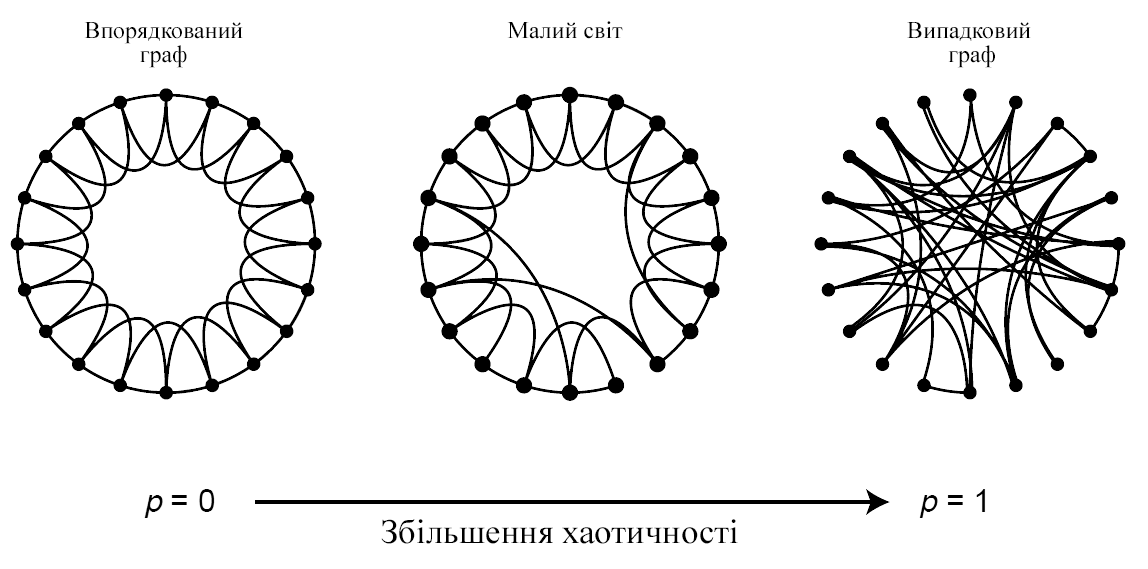 Впорядкований
граф
Малий світ
Випадковий
граф
p = 0
p = 1
Збільшення хаотичності